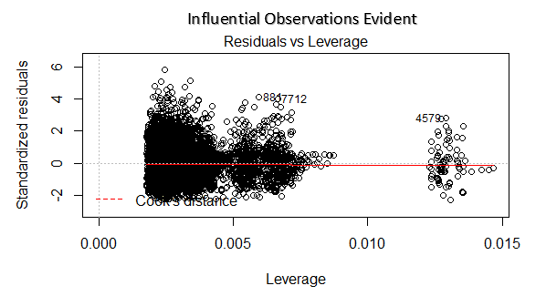 Influential Observations Evident
Residuals vs Leverage
Standardized residuals
6
4
2
0
-2
4579
Cook's distance
0.000
0.005
0.010
0.015
Leverage